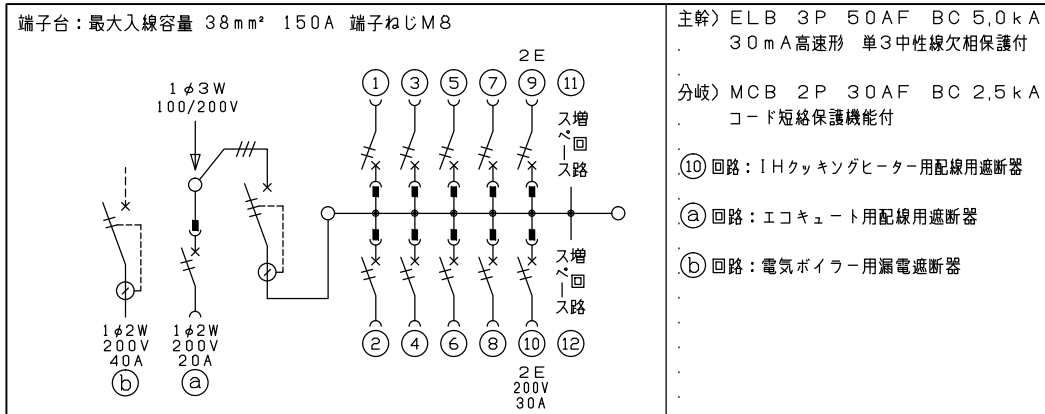 端子台：最大入線容量 38mm² 150A 端子ねじM8
1φ3W
100/200V
2E
① ③ ⑤ ⑦ ⑨ ⑪
増回路スペース
増回路スペース
② ④ ⑥ ⑧ ⑩ ⑫
2E
200V
30A
1φ2W
200V
40A
ⓑ
1φ2W
200V
20A
ⓐ
主幹）ELB 3P 50AF BC 5,0kA
30mA高速形 単3中性線欠相保護付
分岐）MCB 2P 30AF BC 2,5kA
コード短絡保護機能付
⑩回路：IHクッキングヒーター用配線用遮断器
ⓐ回路：エコキュート用配線用遮断器
ⓑ回路：電気ボイラー用漏電遮断器